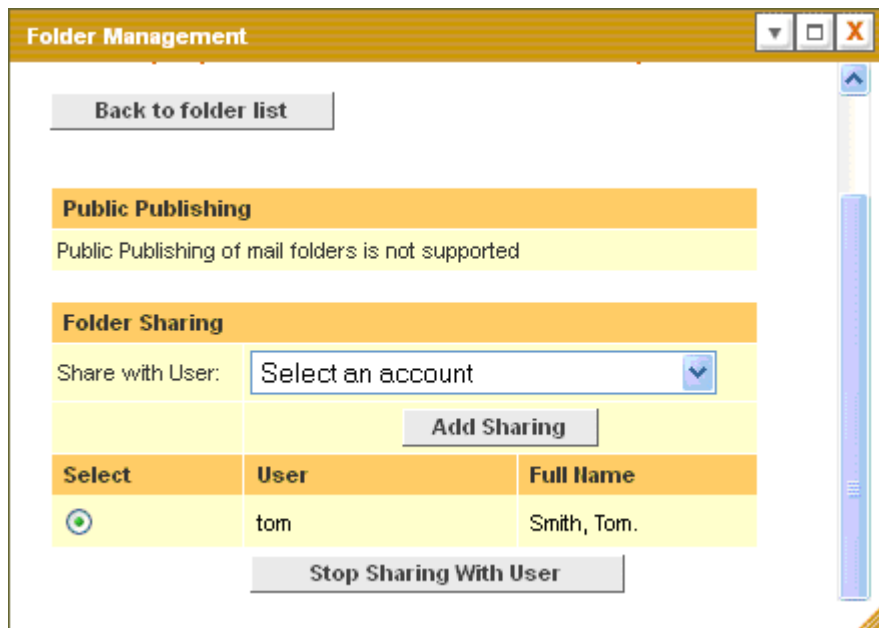 Folder Management
X
Back to folder list
Public Publishing
Public Publishing of mail folders is not supported
Folder Sharing
Share with User: Select an account
Add Sharing
Select User Full Name
tom Smith, Tom.
Stop Sharing With User